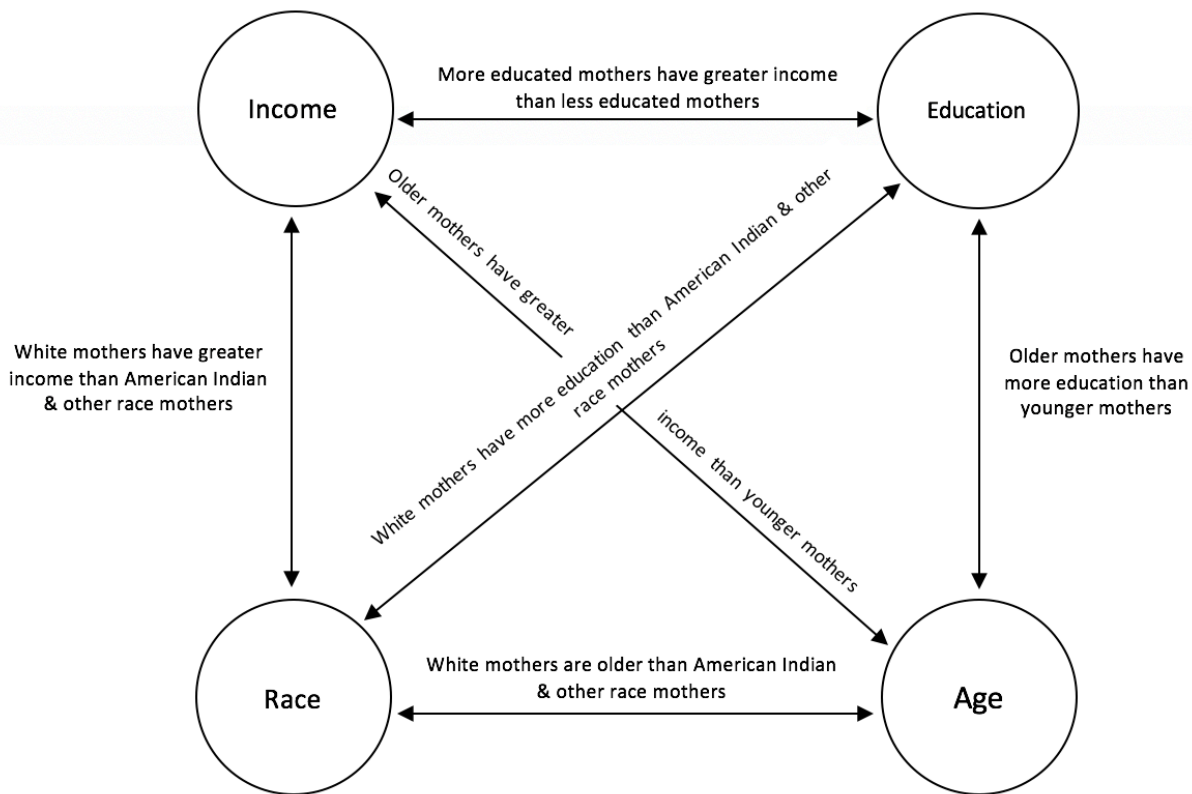 More educated mothers have greater income
than less educated mothers
Income
Education
Older mothers have greater
income than younger mothers
White mothers have more education than American Indian & other
race mothers
White mothers have greater
income than American Indian
& other race mothers
Older mothers have
more education than
younger mothers
White mothers are older than American Indian
& other race mothers
Race
Age